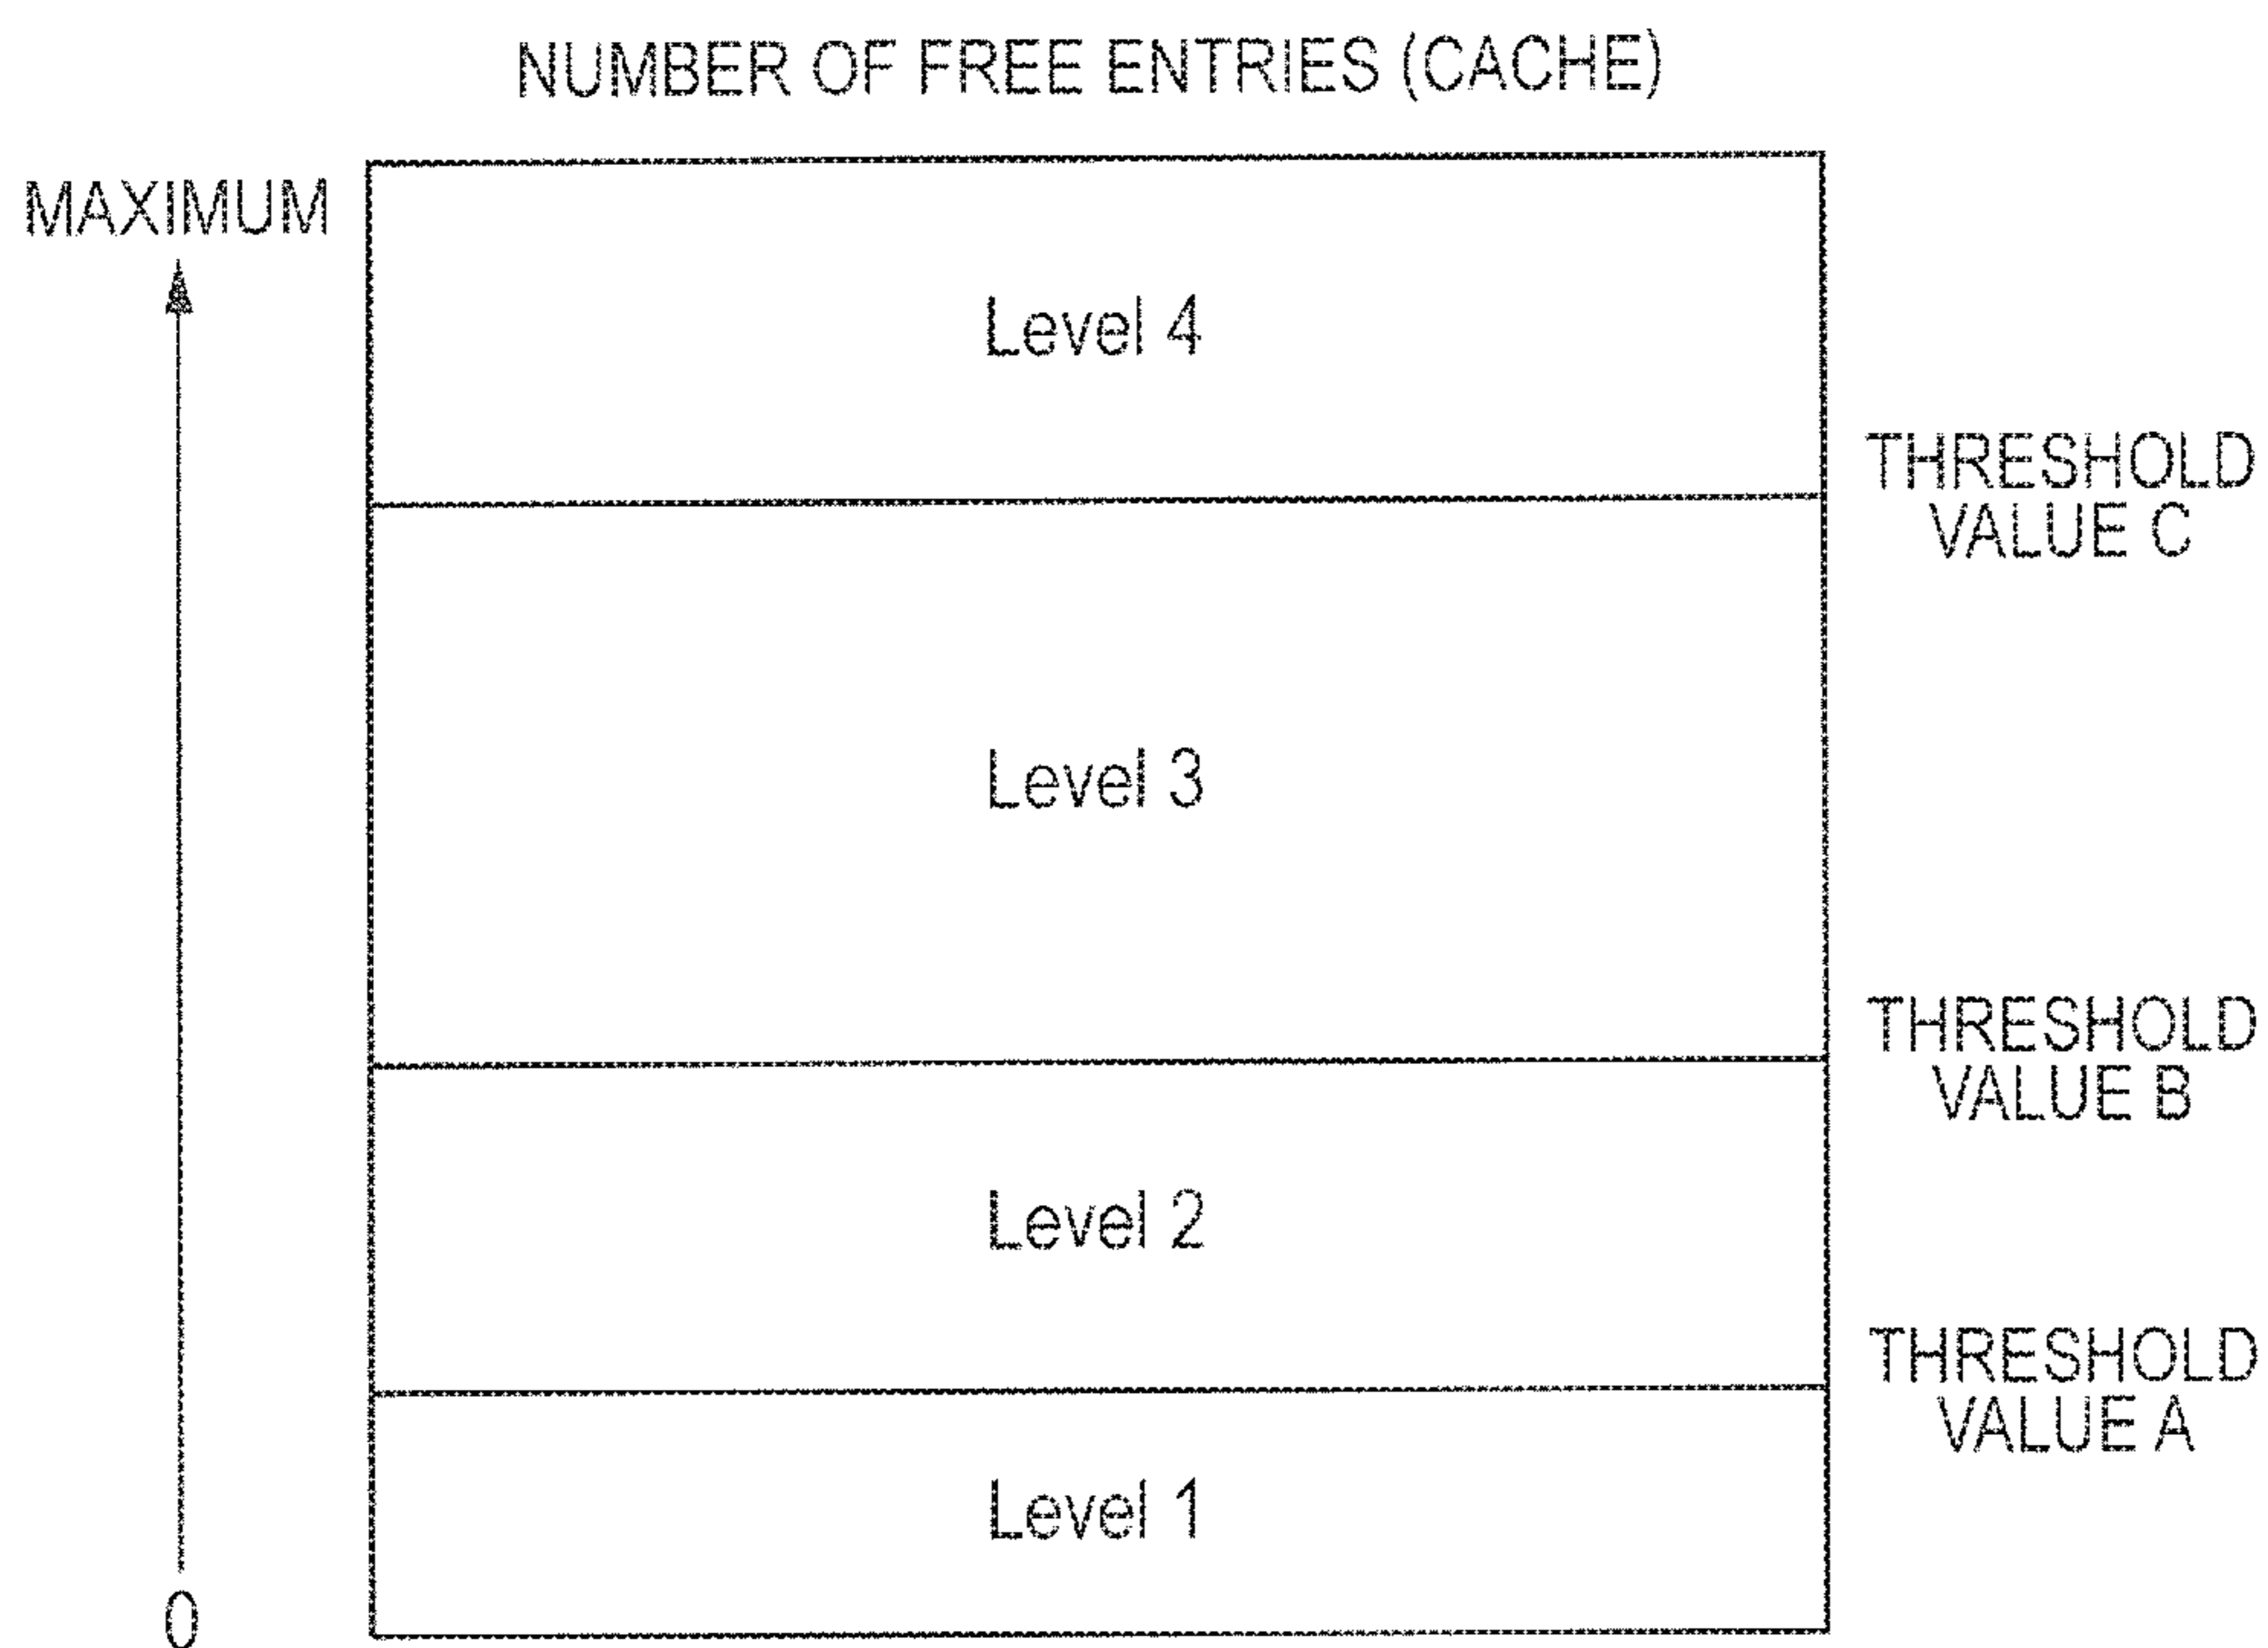 NUMBER OF FREE ENTRIES (CACHE)
MAXIMUM
Level 4
THRESHOLD
VALUE C
Level 3
THRESHOLD
VALUE B
Level 2
THRESHOLD
VALUE A
Level 1
0